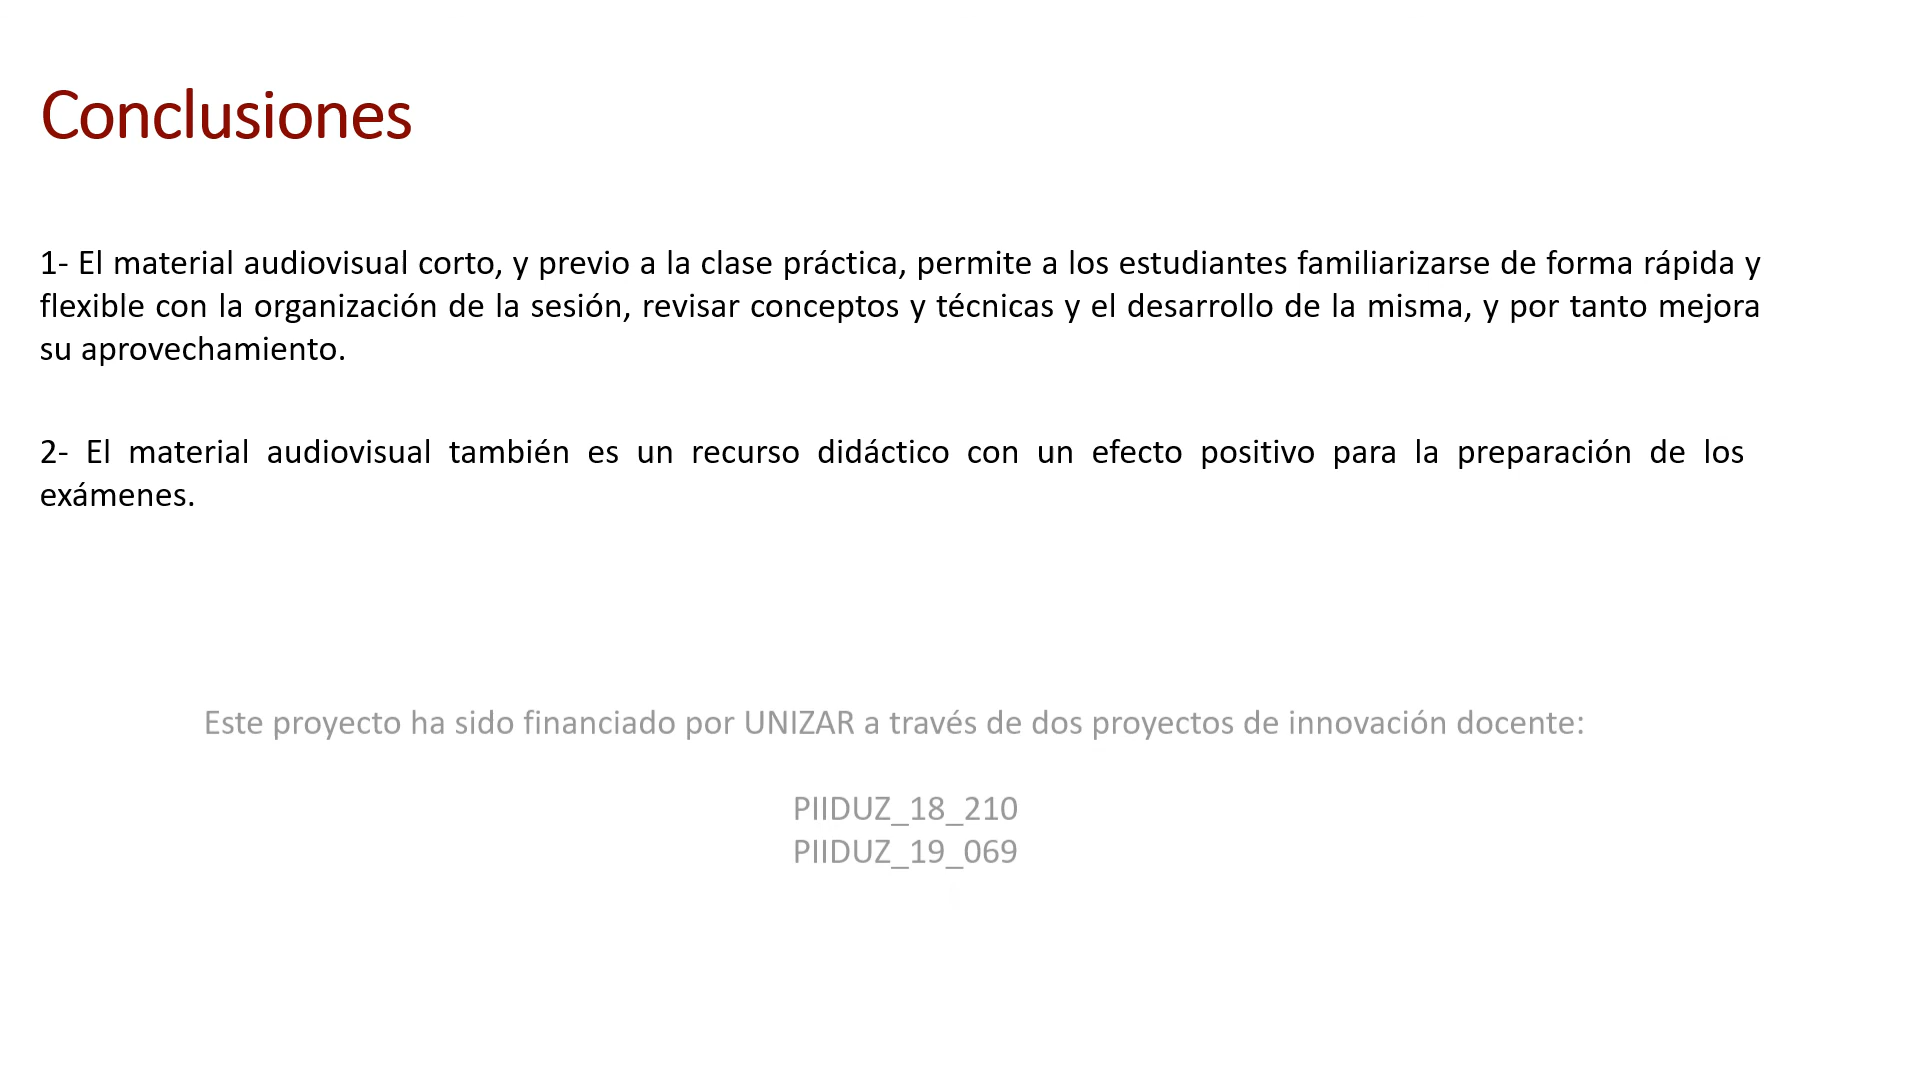 Conclusiones
1- El material audiovisual corto, y previo a la clase práctica, permite a los estudiantes familiarizarse de forma rápida y
flexible con la organización de la sesión, revisar conceptos y técnicas y el desarrollo de la misma, y por tanto mejora
su aprovechamiento.
2- El material audiovisual también es un recurso didáctico con un efecto positivo para la preparación de los
exámenes.
Este proyecto ha sido financiado por UNIZAR a través de dos proyectos de innovación docente:
PIIDUZ_18_210
PIIDUZ_19_069